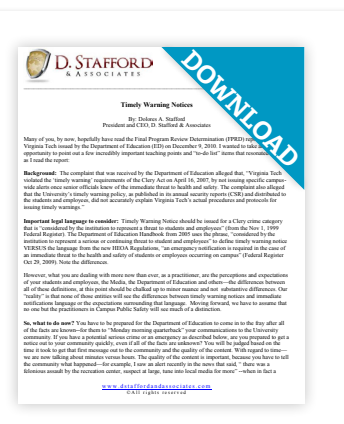 D. STAFFORD
& ASSOCIATES
DOWNLOAD
Timely Warning Notices
By: Dolores A. Stafford
President and CEO, D. Stafford & Associates
Many of you, by now, hopefully have read the Final Program Review Determination (FPRD)
Virginia Tech issued by the Department of Education (ED) on December 9, 2010. I wanted to take
opportunity to point out a few incredibly important teaching points and "to-do list" items that
as I read the report:
Background: The complaint that was received by the Department of Education alleged that, "Virginia Tech
violated the 'timely warning' requirements of the Clery Act on April 16, 2007, by not issuing specific campus-
wide alerts once senior officials knew of the immediate threat to health and safety. The complaint also alleged
that the University's timely warning policy, as published in its annual security reports (CSR) and distributed to
the students and employees, did not accurately explain Virginia Tech's actual procedures and protocols for
issuing timely warnings."
Important legal language to consider: Timely Warning Notice should be issued for a Clery crime category
that "is considered by the institution to represent a threat to students and employees" (from the Nov 1, 1999
Federal Register). The Department of Education Handbook from 2005 uses the phrase, "considered by the
institution to represent a serious or continuing threat to student and employees" to define timely warning notice
VERSUS the language from the new HEOA Regulations, "an emergency notification is required in the case of
an immediate threat to the health and safety of students or employees occurring on campus" (Federal Register
Oct 29, 2009) Note the differences.
However, what you are dealing with more now than ever, as a practitioner, are the perceptions and expectations
of your students and employees, the Media, the Department of Education and others—the differences between
all of these definitions, at this point should be chalked up to minor nuance and not substantive differences. Our
"reality" is that none of those entities will see the differences between timely warning notices and immediate
notifications language or the expectations surrounding that language. Moving forward, we have to assume that
no one but the practitioners in Campus Public Safety will see much of a distinction.
So, what to do now? You have to be prepared for the Department of Education to come in to the fray after all
of the facts are known--for them to "Monday morning quarterback" your communications to the University
community. If you have a potential serious crime or an emergency as described below, are you prepared to get a
notice out to your community quickly, even if all of the facts are unknown? You will be judged based on the
time it took to get that first message out to the community and the quality of the content. With regard to time—
we are now talking about minutes versus hours. The quality of the content is important, because you have to tell
the community what happened—for example, I saw an alert recently in the news that said, " there was a
felonious assault by the recreation center, suspect at large, tune into local media for more" --when in fact a
www.dstaffordandassociates.com
©All rights reserved